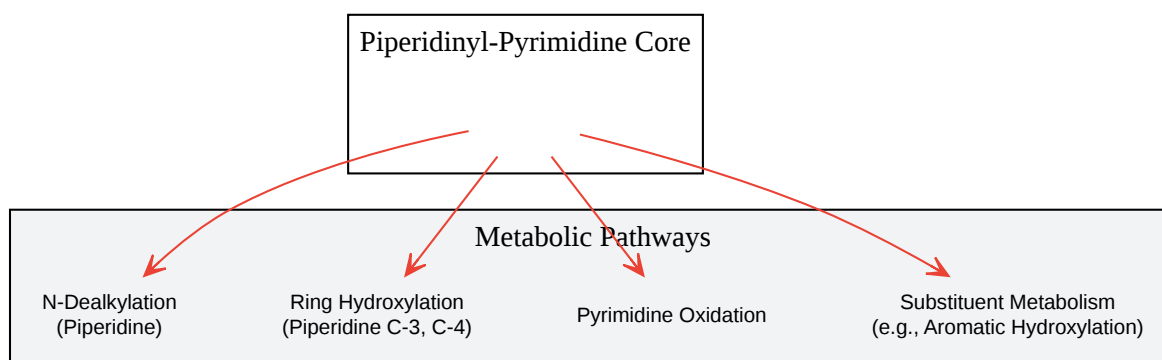 Piperidinyl-Pyrimidine Core
Metabolic Pathways
N-Dealkylation
(Piperidine)
Ring Hydroxylation
(Piperidine C-3, C-4)
Pyrimidine Oxidation
Substituent Metabolism
(e.g., Aromatic Hydroxylation)